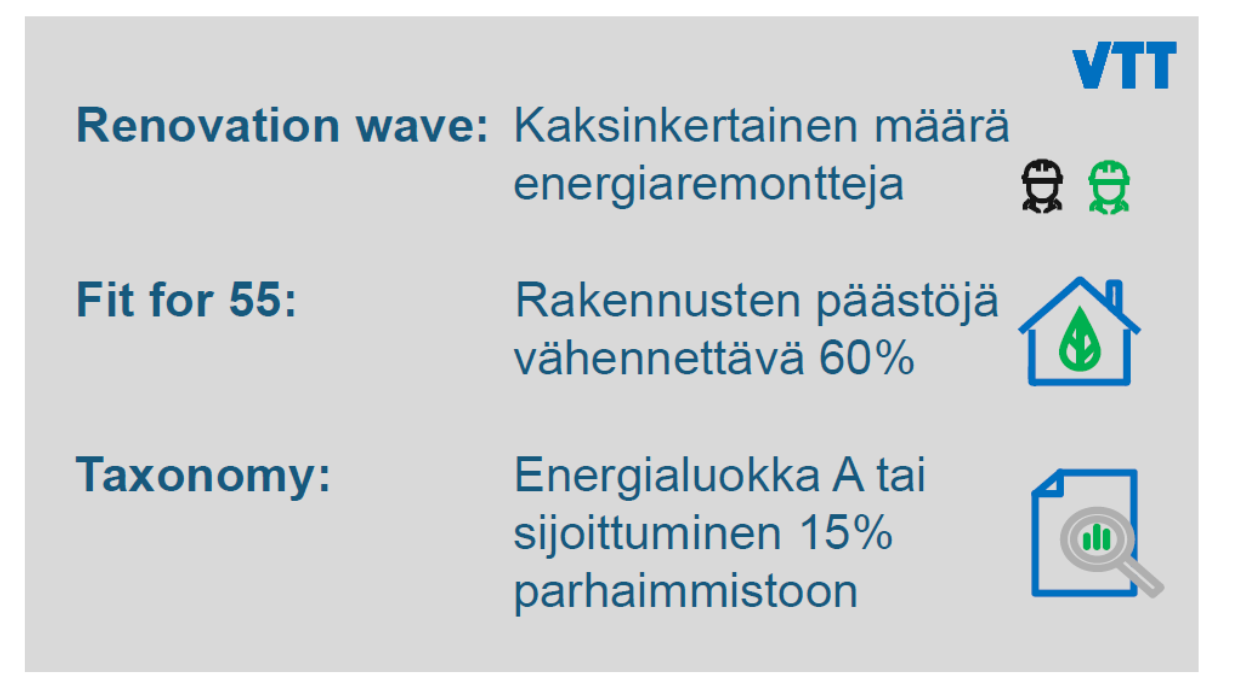 VTT
Renovation wave: Kaksinkertainen määrä
energiaremontteja
Fit for 55: Rakennusten päästöjä
vähennettävä 60%
Taxonomy: Energialuokka A tai
sijoittuminen 15%
parhaimmistoon